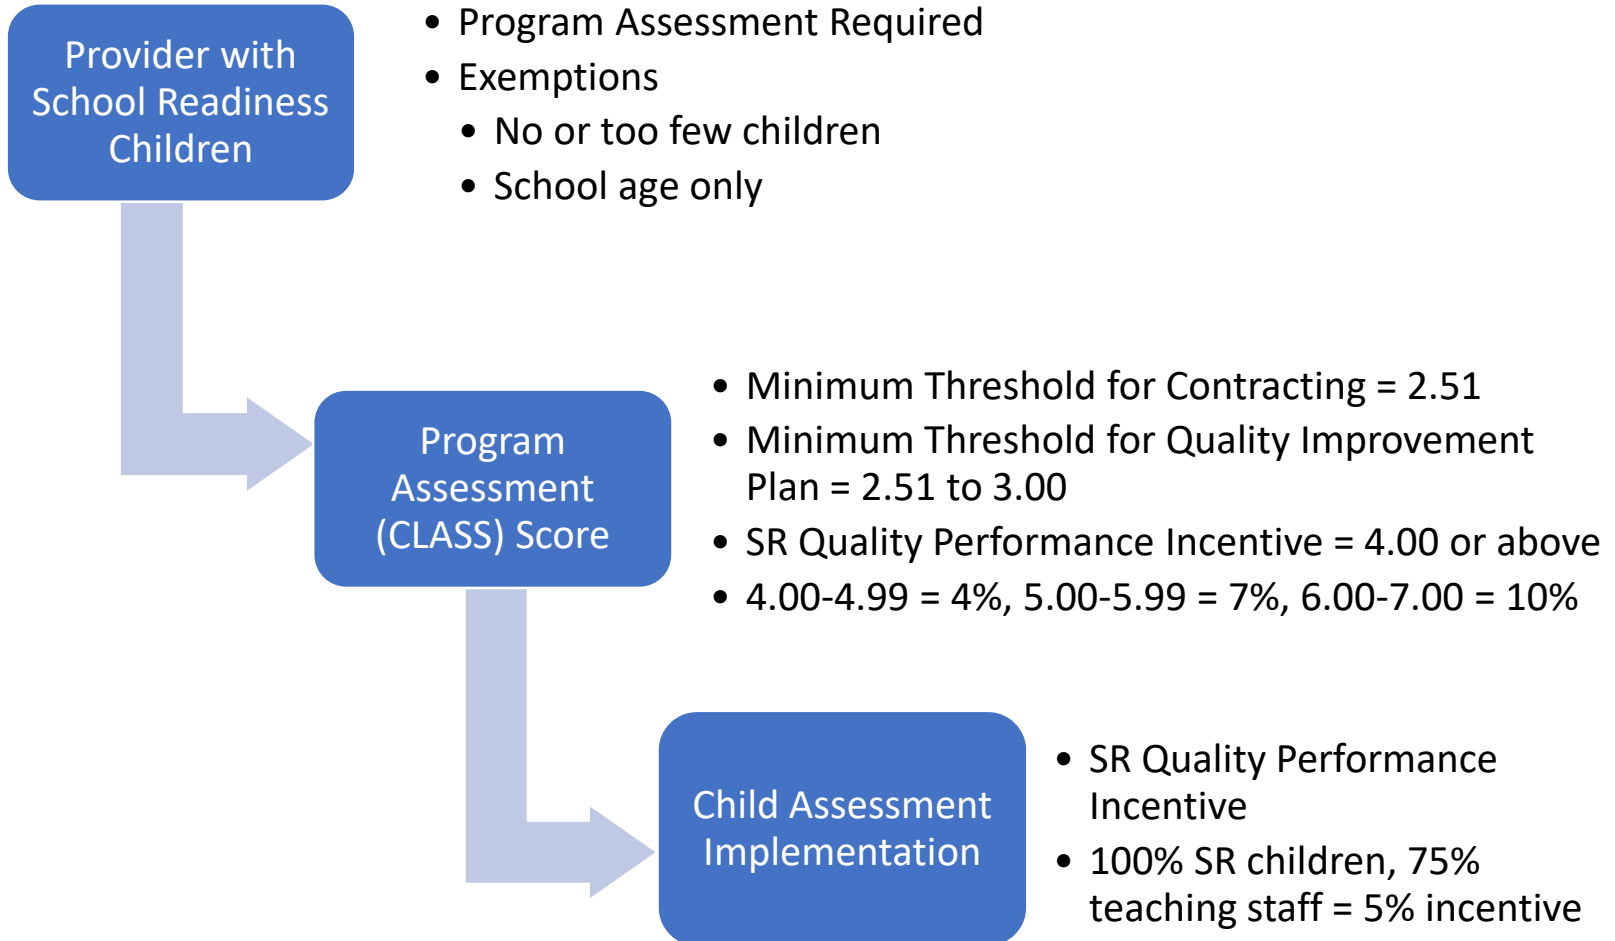 Provider with
School Readiness
Children
• Program Assessment Required
• Exemptions
• No or too few children
• School age only
Program
Assessment
(CLASS) Score
• Minimum Threshold for Contracting = 2.51
• Minimum Threshold for Quality Improvement
Plan = 2.51 to 3.00
• SR Quality Performance Incentive = 4.00 or above
• 4.00-4.99 = 4%, 5.00-5.99 = 7%, 6.00-7.00 = 10%
Child Assessment
Implementation
• SR Quality Performance
Incentive
• 100% SR children, 75%
teaching staff = 5% incentive